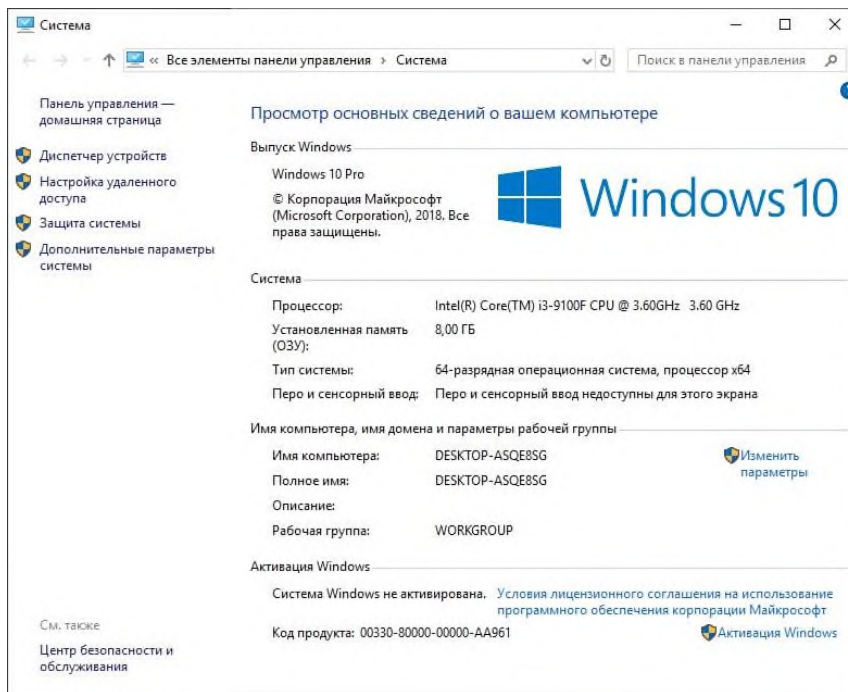 Система
« Все элементы панели управления › Система
Поиск в панели управления
Панель управления —
домашняя страница
Диспетчер устройств
Настройка удаленного
доступа
Защита системы
Дополнительные параметры
системы
См. также
Центр безопасности и
обслуживания
Просмотр основных сведений о вашем компьютере
Выпуск Windows
Windows 10 Pro
© Корпорация Майкрософт
(Microsoft Corporation), 2018. Все
права защищены.
Windows 10
Система
Процессор: Intel(R) Core(TM) i3-9100F CPU @ 3.60GHz 3.60 GHz
Установленная память
(ОЗУ): 8,00 ГБ
Тип системы: 64-разрядная операционная система, процессор x64
Перо и сенсорный ввод: Перо и сенсорный ввод недоступны для этого экрана
Имя компьютера, имя домена и параметры рабочей группы
Имя компьютера: DESKTOP-ASQE8SG
Изменить
параметры
Полное имя: DESKTOP-ASQE8SG
Описание:
Рабочая группа: WORKGROUP
Активация Windows
Система Windows не активирована. Условия лицензионного соглашения на использование
программного обеспечения корпорации Майкрософт
Код продукта: 00330-80000-00000-AA961 Активация Windows